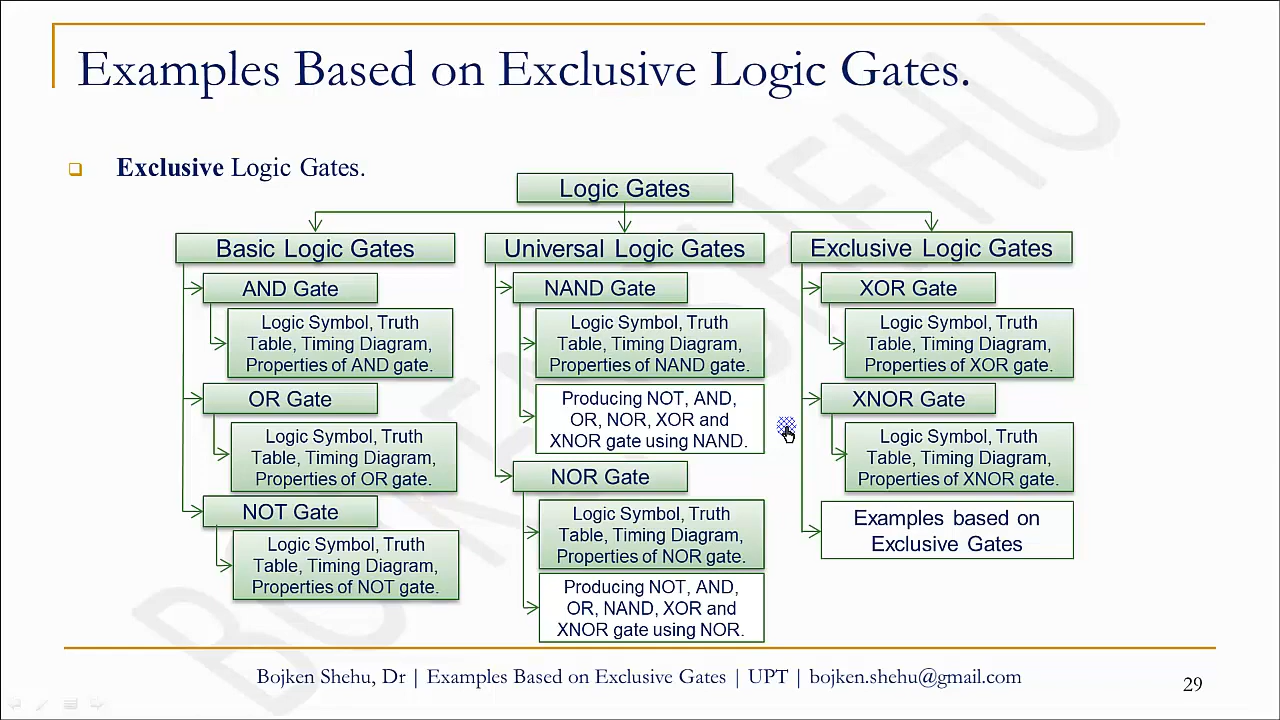 Examples Based on Exclusive Logic Gates.
Exclusive Logic Gates.
Logic Gates
Basic Logic Gates
AND Gate
Logic Symbol, Truth
Table, Timing Diagram,
Properties of AND gate.
OR Gate
Logic Symbol, Truth
Table, Timing Diagram,
Properties of OR gate.
NOT Gate
Logic Symbol, Truth
Table, Timing Diagram,
Properties of NOT gate.
Universal Logic Gates
NAND Gate
Logic Symbol, Truth
Table, Timing Diagram,
Properties of NAND gate.
Producing NOT, AND,
OR, NOR, XOR and
XNOR gate using NAND.
NOR Gate
Logic Symbol, Truth
Table, Timing Diagram,
Properties of NOR gate.
Producing NOT, AND,
OR, NAND, XOR and
XNOR gate using NOR.
Exclusive Logic Gates
XOR Gate
Logic Symbol, Truth
Table, Timing Diagram,
Properties of XOR gate.
XNOR Gate
Logic Symbol, Truth
Table, Timing Diagram,
Properties of XNOR gate.
Examples based on
Exclusive Gates
BOJKEN SHEHU
Bojken Shehu, Dr | Examples Based on Exclusive Gates | UPT | bojken.shehu@gmail.com
29